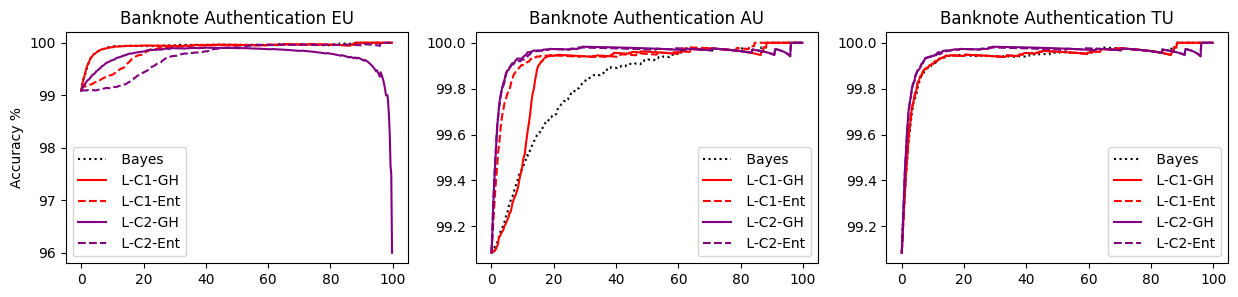 Banknote Authentication EU
Accuracy %
100
99
98
97
96
0
20
40
60
80
100
Bayes
L-C1-GH
L-C1-Ent
L-C2-GH
L-C2-Ent
Banknote Authentication AU
100.0
99.8
99.6
99.4
99.2
0
20
40
60
80
100
Bayes
L-C1-GH
L-C1-Ent
L-C2-GH
L-C2-Ent
Banknote Authentication TU
100.0
99.8
99.6
99.4
99.2
0
20
40
60
80
100
Bayes
L-C1-GH
L-C1-Ent
L-C2-GH
L-C2-Ent